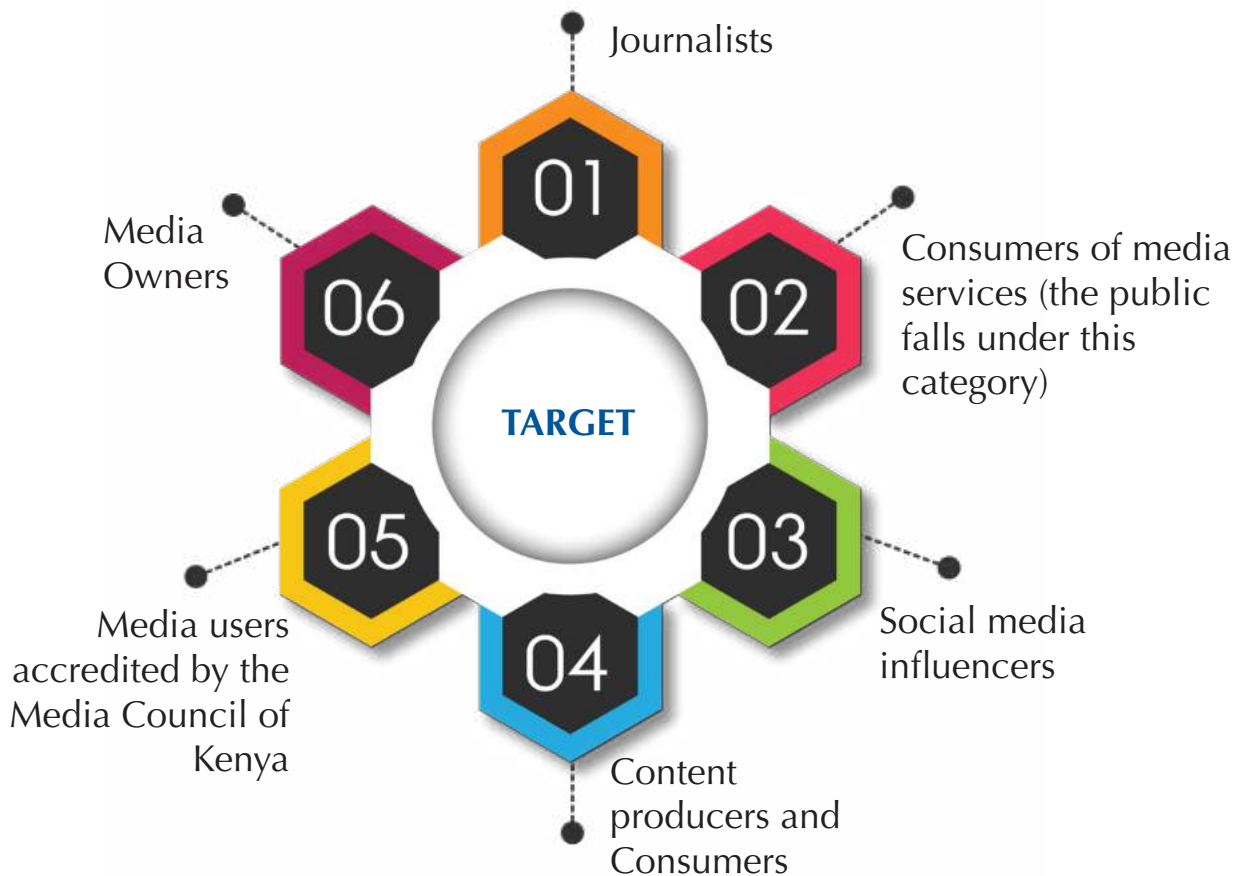 Journalists
01
Media
Owners
06
02
Consumers of media
services (the public
falls under this
category)
TARGET
05
03
Media users
accredited by the
Media Council of
Kenya
04
Social media
influencers
Content
producers and
Consumers